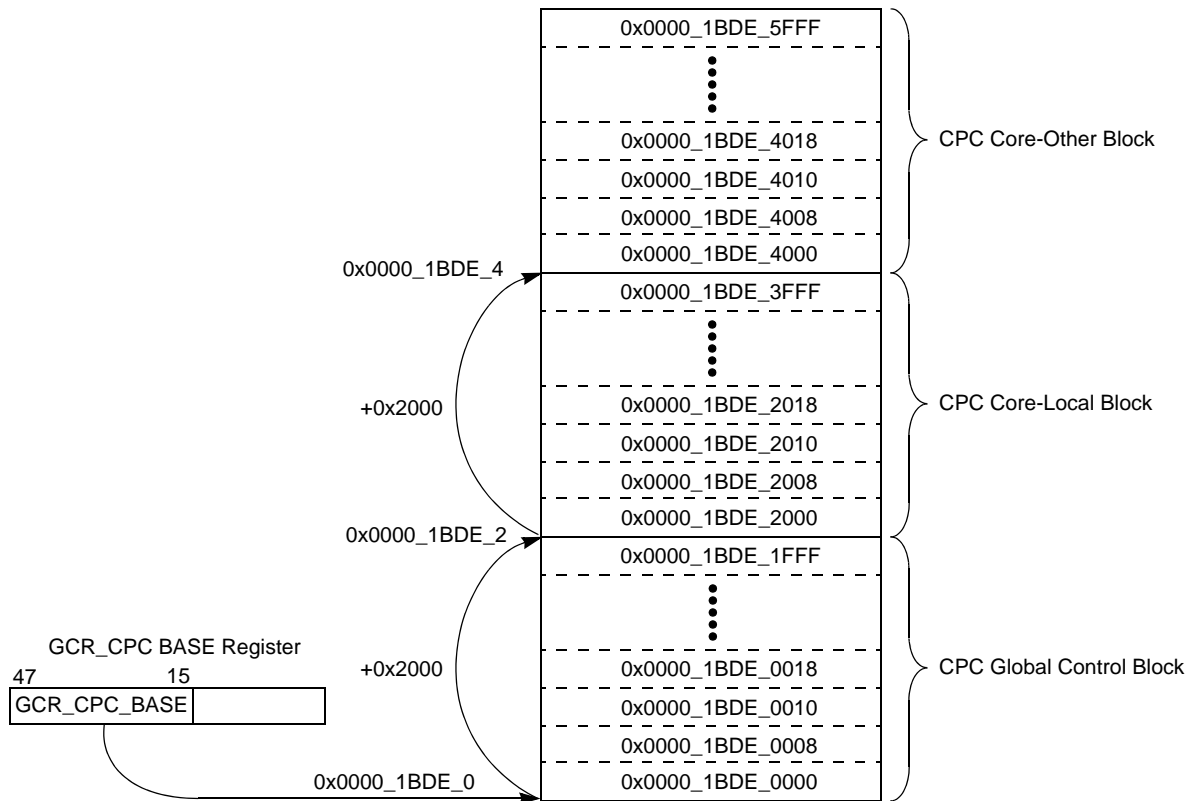 0x0000_1BDE_5FFF
0x0000_1BDE_4018
0x0000_1BDE_4010
0x0000_1BDE_4008
0x0000_1BDE_4000
CPC Core-Other Block
0x0000_1BDE_4
0x0000_1BDE_3FFF
0x0000_1BDE_2018
0x0000_1BDE_2010
0x0000_1BDE_2008
0x0000_1BDE_2000
+0x2000
CPC Core-Local Block
0x0000_1BDE_2
0x0000_1BDE_1FFF
0x0000_1BDE_0018
0x0000_1BDE_0010
0x0000_1BDE_0008
0x0000_1BDE_0000
+0x2000
CPC Global Control Block
GCR_CPC BASE Register
47 15
GCR_CPC_BASE
0x0000_1BDE_0